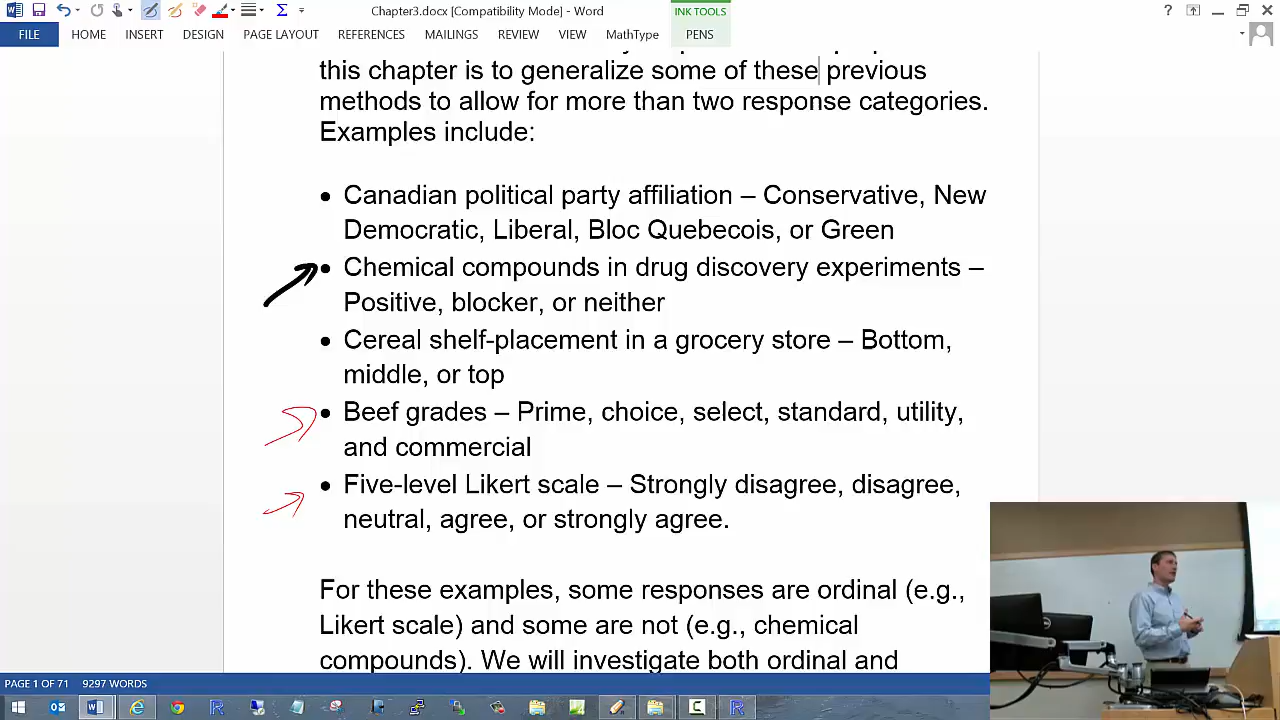 Chapter3.docx [Compatibility Mode] - Word
INK TOOLS
?
FILE HOME INSERT DESIGN PAGE LAYOUT REFERENCES MAILINGS REVIEW VIEW MathType PENS
this chapter is to generalize some of these previous
methods to allow for more than two response categories.
Examples include:
• Canadian political party affiliation – Conservative, New
Democratic, Liberal, Bloc Quebecois, or Green
• Chemical compounds in drug discovery experiments –
Positive, blocker, or neither
• Cereal shelf-placement in a grocery store – Bottom,
middle, or top
• Beef grades – Prime, choice, select, standard, utility,
and commercial
• Five-level Likert scale – Strongly disagree, disagree,
neutral, agree, or strongly agree.
For these examples, some responses are ordinal (e.g.,
Likert scale) and some are not (e.g., chemical
compounds). We will investigate both ordinal and
PAGE 1 OF 71 9297 WORDS